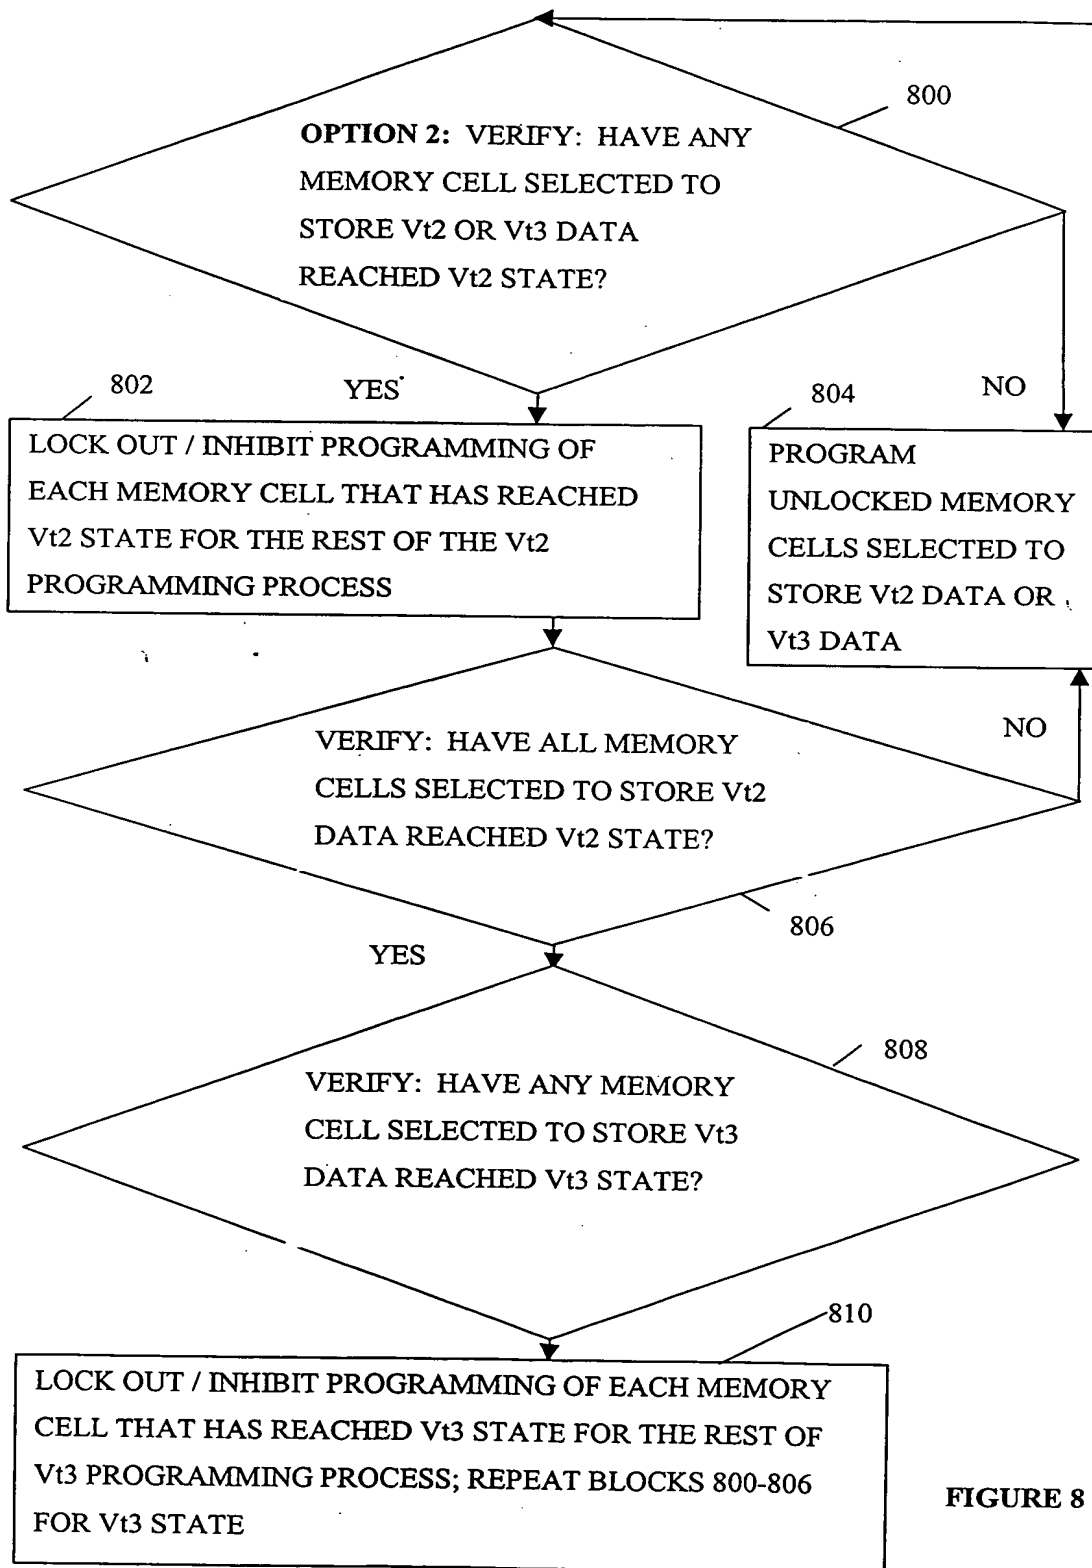 800
OPTION 2: VERIFY: HAVE ANY
MEMORY CELL SELECTED TO
STORE Vt2 OR Vt3 DATA
REACHED Vt2 STATE?
802
YES
804
NO
LOCK OUT / INHIBIT PROGRAMMING OF
EACH MEMORY CELL THAT HAS REACHED
Vt2 STATE FOR THE REST OF THE Vt2
PROGRAMMING PROCESS
PROGRAM
UNLOCKED MEMORY
CELLS SELECTED TO
STORE Vt2 DATA OR
Vt3 DATA
NO
VERIFY: HAVE ALL MEMORY
CELLS SELECTED TO STORE Vt2
DATA REACHED Vt2 STATE?
806
YES
808
VERIFY: HAVE ANY MEMORY
CELL SELECTED TO STORE Vt3
DATA REACHED Vt3 STATE?
810
LOCK OUT / INHIBIT PROGRAMMING OF EACH MEMORY
CELL THAT HAS REACHED Vt3 STATE FOR THE REST OF
Vt3 PROGRAMMING PROCESS; REPEAT BLOCKS 800-806
FOR Vt3 STATE
FIGURE 8